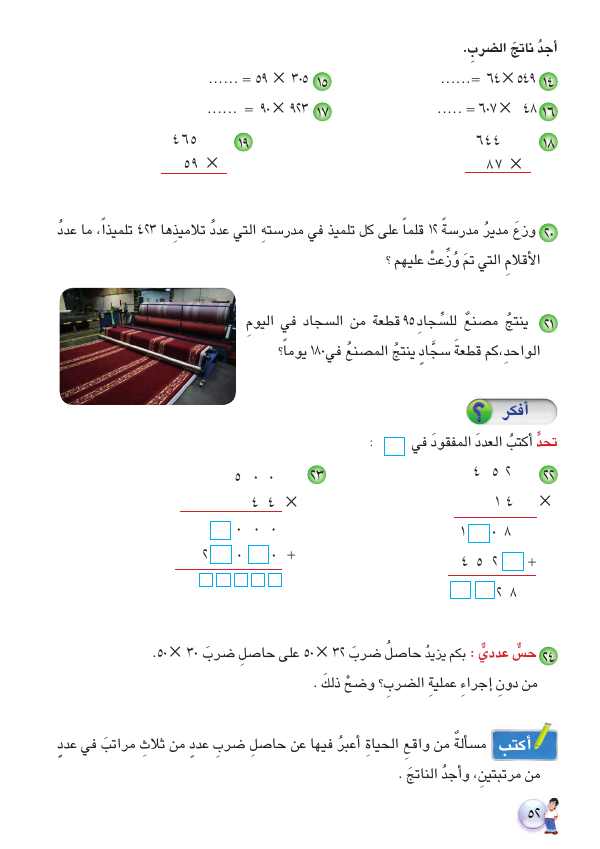 أجدُ ناتجَ الضربِ.
١٤ ٥٤٩ × ٦٤ = ......
١٥ ٣٠٥ × ٥٩ = ......
١٦ ٤٨ × ٦٠٧ = .....
١٧ ٩٢٣ × ٩٠ = ......
١٨ ٦٤٤
× ٨٧
١٩ ٤٦٥
× ٥٩
٢٠ وزعَ مديرُ مدرسةً ١٢ قلماً على كل تلميذ في مدرستهِ التي عددُ تلاميذِها ٤٢٣ تلميذاً، ما عددُ
الأقلامِ التي تمَ وُزِّعتْ عليهم ؟
٢١ ينتجُ مصنعٌ للسِّجادِ ٩٥ قطعة من السجاد في اليومِ
الواحدِ،كم قطعةَ سجَّادٍ ينتجُ المصنعُ في ١٨٠ يوماً؟
أفكر ؟
تحدٍّ أكتبُ العددَ المفقودَ في □ :
٢٢ ٤ ٥ ٢
× ١ ٤
١ □ ٠ ٨
+ ٤ ٥ ٢ □
□ □ ٢ ٨
٢٣ ٥ ٠ ٠
× ٤ ٤
□ ٠ ٠ ٠
+ ٢ □ ٠ □ ٠
□ □ □ □ □
٢٤ حسٌّ عدديٌّ : بكم يزيدُ حاصلُ ضربَ ٣٢ × ٥٠ على حاصلِ ضربَ ٣٠ × ٥٠.
من دونِ إجراءِ عمليةِ الضربِ؟ وضحْ ذلكَ .
أكتب مسألةٌ من واقعِ الحياةِ أعبرُ فيها عن حاصلِ ضربِ عددٍ من ثلاثِ مراتبَ في عددٍ
من مرتبتينِ، وأجدُ الناتجَ .
٥٢